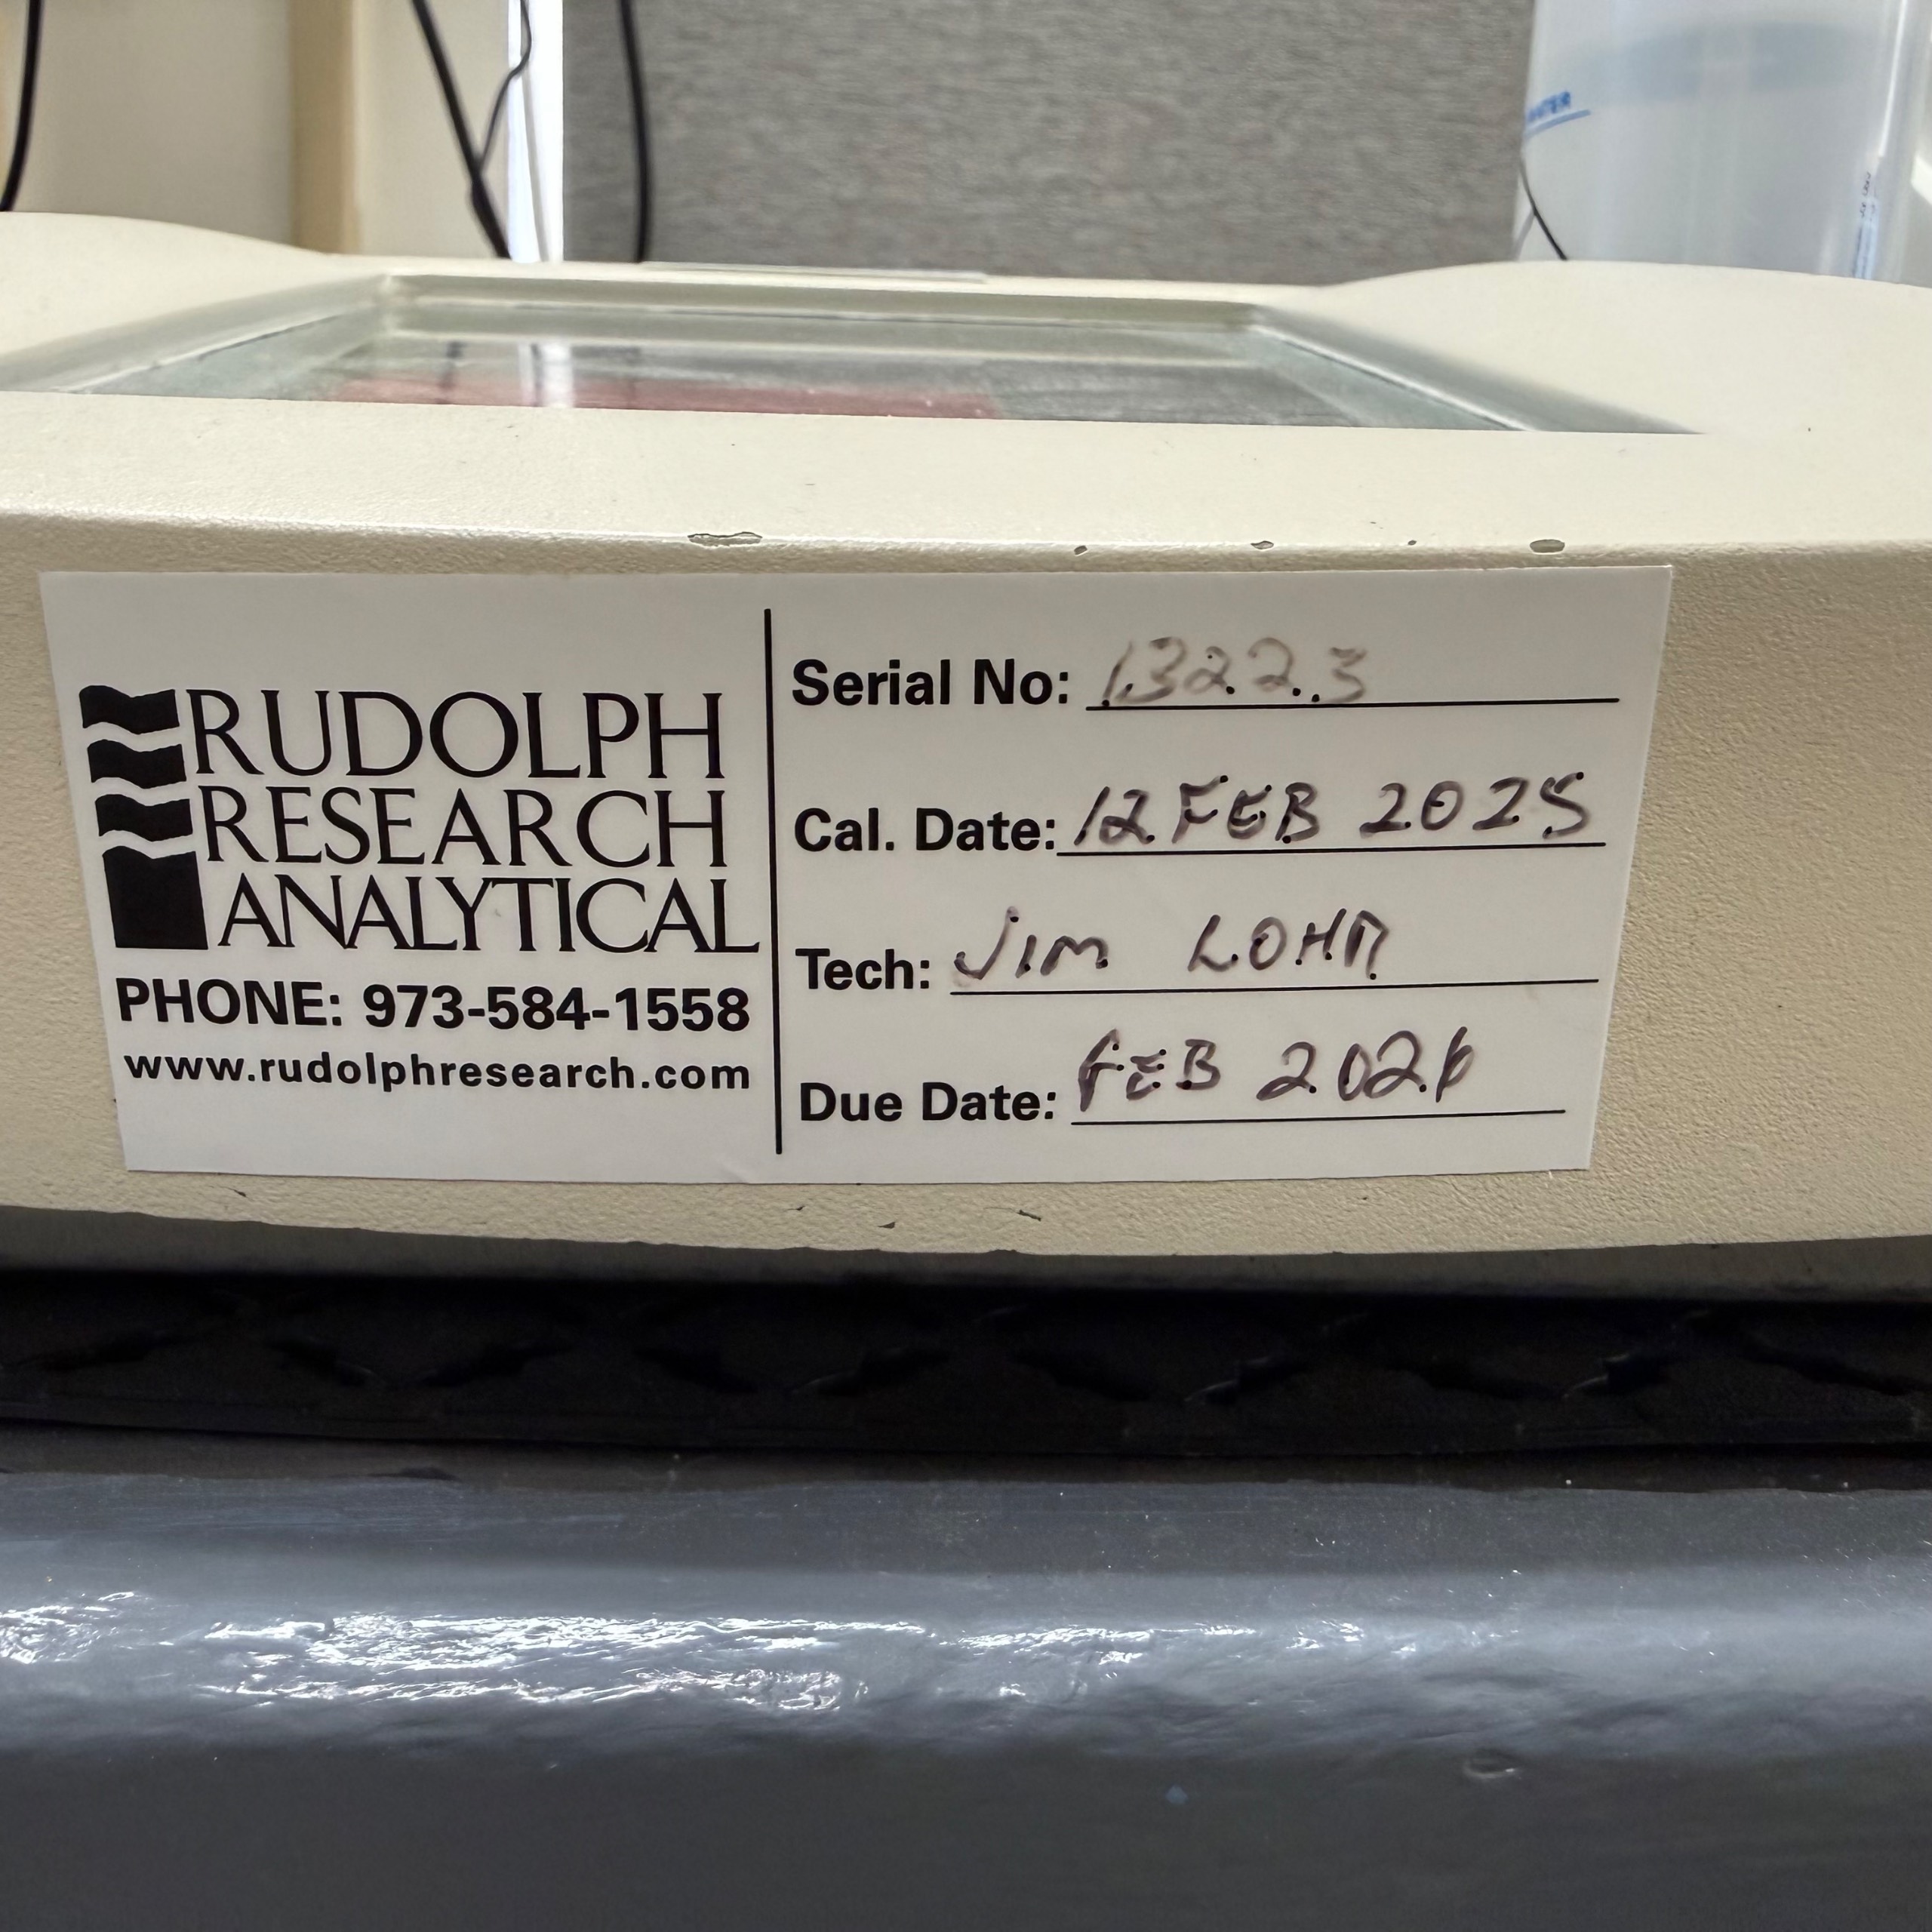 RUDOLPH
RESEARCH
ANALYTICAL
PHONE: 973-584-1558
www.rudolphresearch.com
Serial No: 13223
Cal. Date: 12 FEB 2025
Tech: JIM LOHR
Due Date: FEB 2026